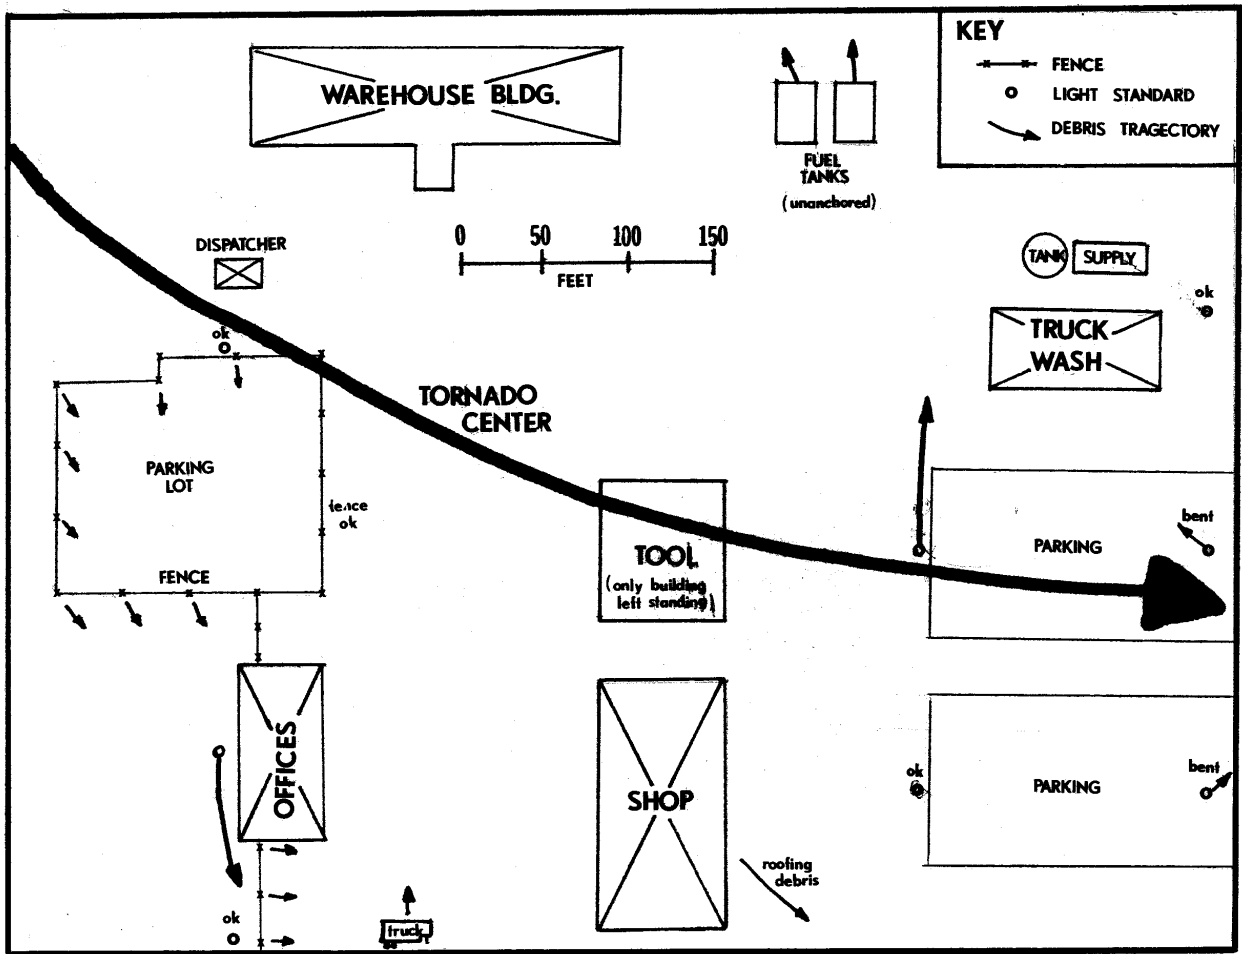 KEY
FENCE
LIGHT STANDARD
DEBRIS TRAGECTORY
WAREHOUSE BLDG.
FUEL
TANKS
(unanchored)
0 50 100 150
FEET
DISPATCHER
TANK SUPPLY
ok
TRUCK
WASH
ok
TORNADO
CENTER
PARKING
LOT
fence
ok
bent
PARKING
TOOL
(only building
left standing)
FENCE
OFFICES
SHOP
ok
bent
PARKING
roofing
debris
ok
truck